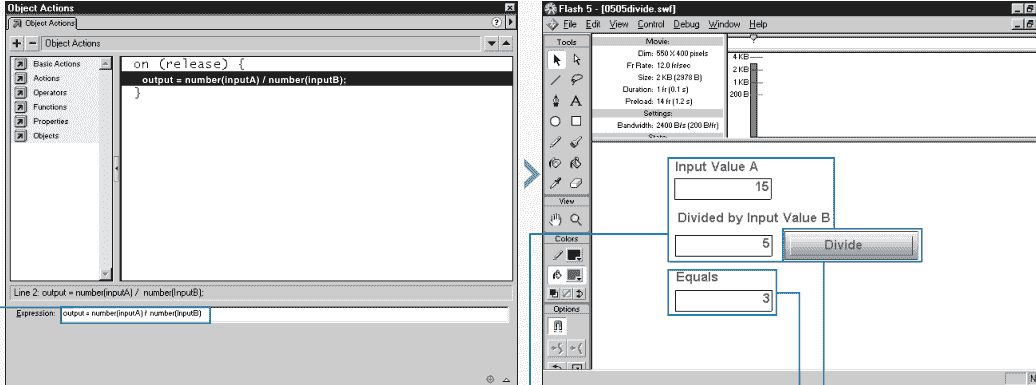 Object Actions
Object Actions
Object Actions
Basic Actions
Actions
Operators
Functions
Properties
Objects
on (release) {
output = number(inputA) / number(inputB);
}
Line 2: output = number(inputA) / number(InputB);
Expression: output = number(inputA) / number(InputB)
Flash 5 - [0505divide.swf]
File Edit View Control Debug Window Help
Tools
View
Colors
Options
Movie:
Dim: 550 X 400 pixels
Fr Rate: 12.0 fr/sec
Size: 2 KB (2978 B)
Duration: 1 fr (0.1 s)
Preload: 14 fr (1.2 s)
Settings:
Bandwidth: 2400 B/s (200 B/fr)
4 KB
2 KB
1 KB
200 B
Input Value A
15
Divided by Input Value B
5
Divide
Equals
3